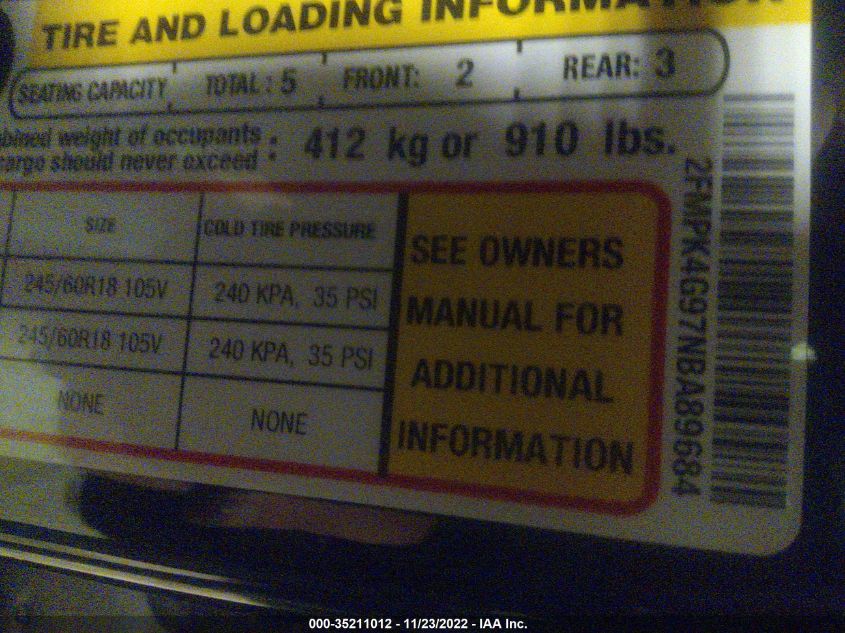 TIRE AND LOADING INFORMATION
SEATING CAPACITY TOTAL: 5 FRONT: 2 REAR: 3
weight of occupants
cargo should never exceed : 412 kg or 910 lbs.
SIZE COLD TIRE PRESSURE
245/60R18 105V 240 KPA, 35 PSI
245/60R18 105V 240 KPA, 35 PSI
NONE NONE
SEE OWNERS
MANUAL FOR
ADDITIONAL
INFORMATION
2FMPK4G97NBA89684
000-35211012 - 11/23/2022 - IAA Inc.